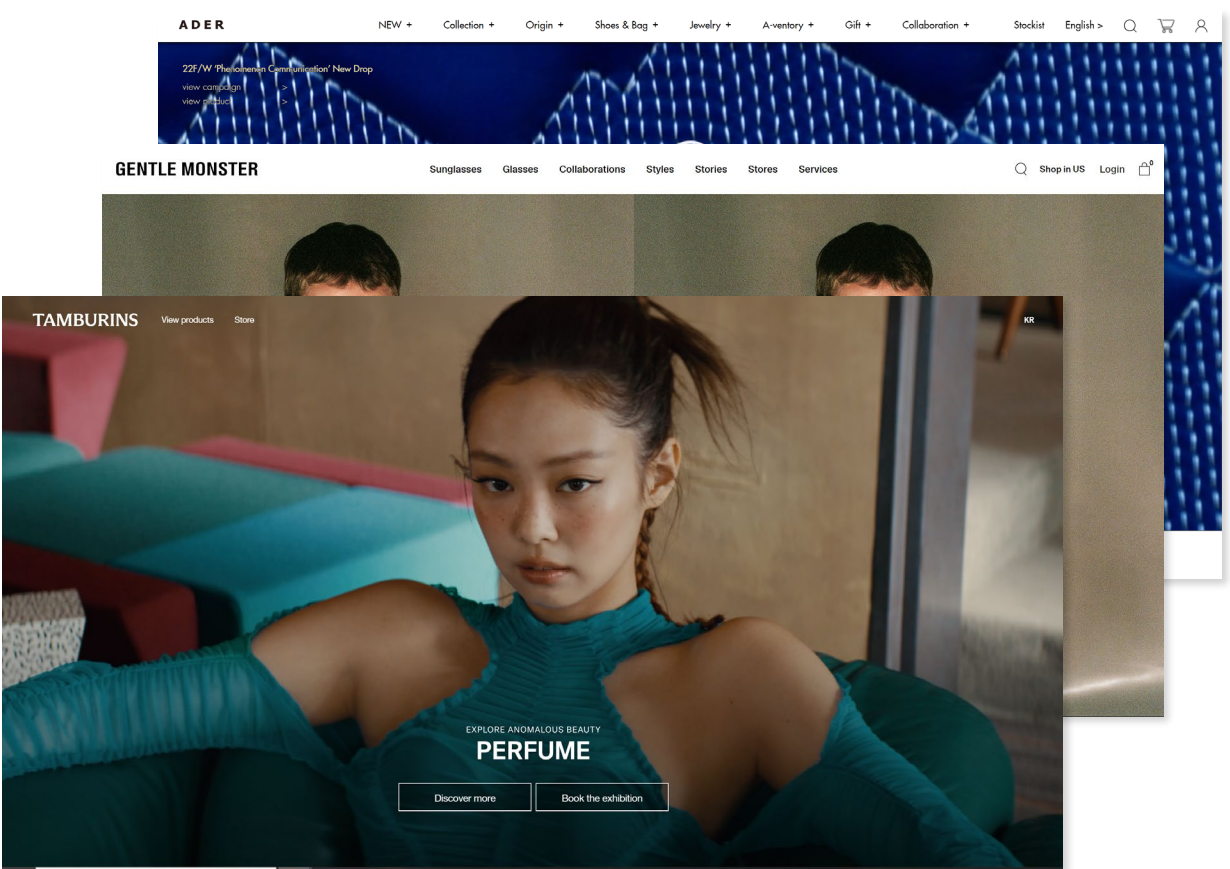 ADER NEW + Collection + Origin + Shoes & Bag + Jewelry + A-ventory + Gift + Collaboration + Stockist English >
22F/W 'Phenomenon Communication' New Drop
view campaign >
view product >
GENTLE MONSTER Sunglasses Glasses Collaborations Styles Stories Stores Services Shop in US Login 0
TAMBURINS View products Store KR
EXPLORE ANOMALOUS BEAUTY
PERFUME
Discover more Book the exhibition